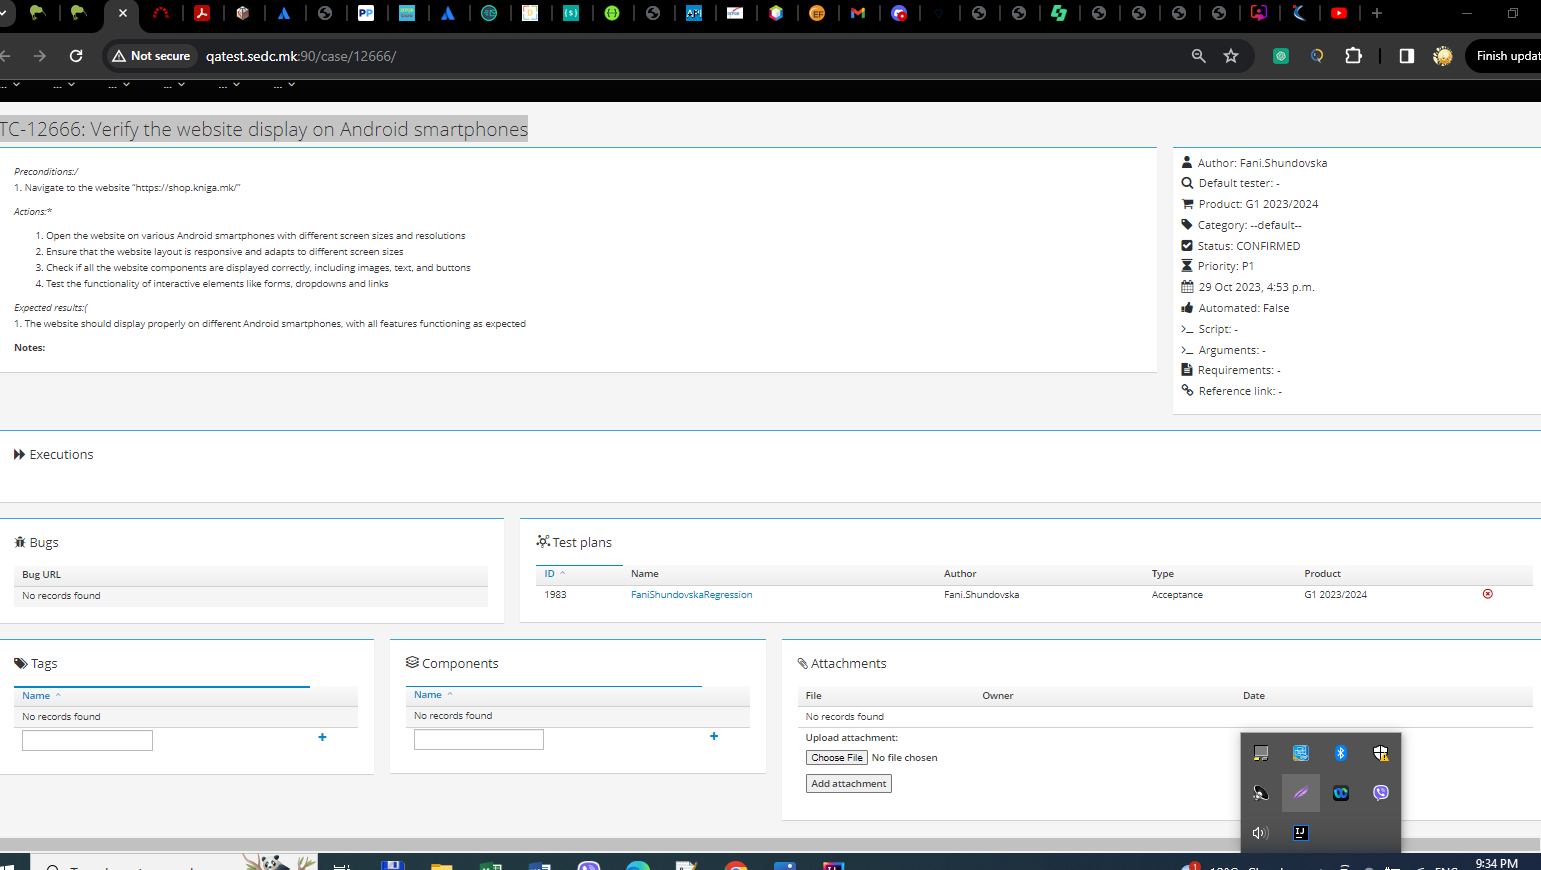 Not secure
qatest.sedc.mk:90/case/12666/
Finish updat
TC-12666: Verify the website display on Android smartphones
Preconditions:/
1. Navigate to the website "https://shop.kniga.mk/"
Actions:*
1. Open the website on various Android smartphones with different screen sizes and resolutions
2. Ensure that the website layout is responsive and adapts to different screen sizes
3. Check if all the website components are displayed correctly, including images, text, and buttons
4. Test the functionality of interactive elements like forms, dropdowns and links
Expected results:(
1. The website should display properly on different Android smartphones, with all features functioning as expected
Notes:
Author: Fani.Shundovska
Default tester: -
Product: G1 2023/2024
Category: --default--
Status: CONFIRMED
Priority: P1
29 Oct 2023, 4:53 p.m.
Automated: False
Script: -
Arguments: -
Requirements: -
Reference link: -
Executions
Bugs
Bug URL
No records found
Test plans
ID Name Author Type Product
1983 FaniShundovskaRegression Fani.Shundovska Acceptance G1 2023/2024
Tags
Name
No records found
Components
Name
No records found
Attachments
File Owner Date
No records found
Upload attachment:
Choose File No file chosen
Add attachment
9:34 PM